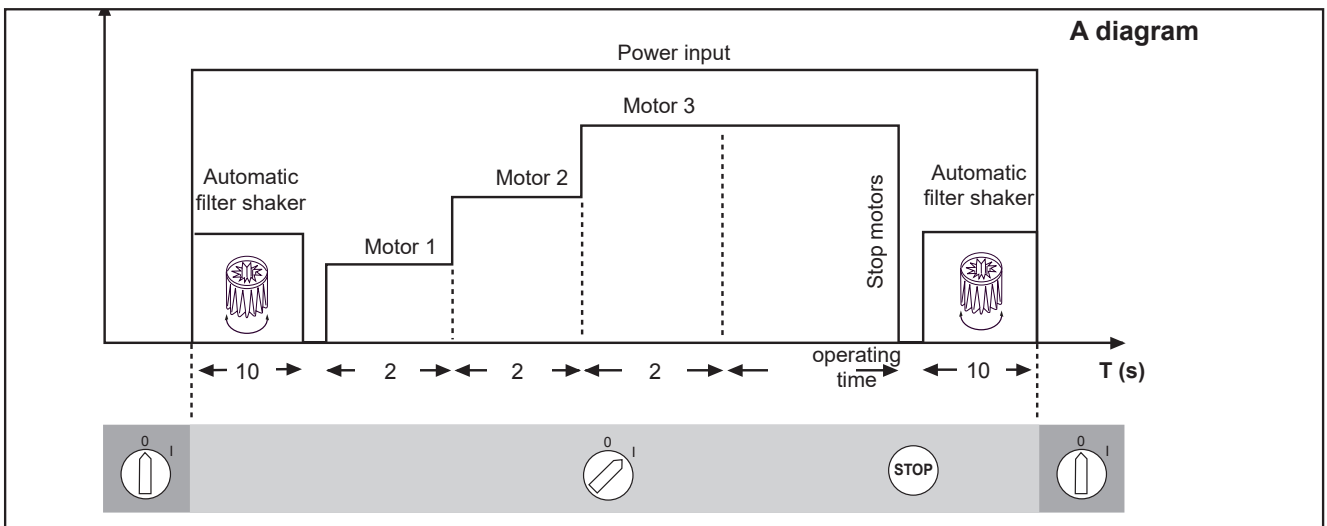 A diagram
Power input
Motor 3
Automatic
filter shaker
Motor 2
Motor 1
Stop motors
Automatic
filter shaker
10
2
2
2
operating
time
10
T (s)
0
I
0
I
STOP
0
I